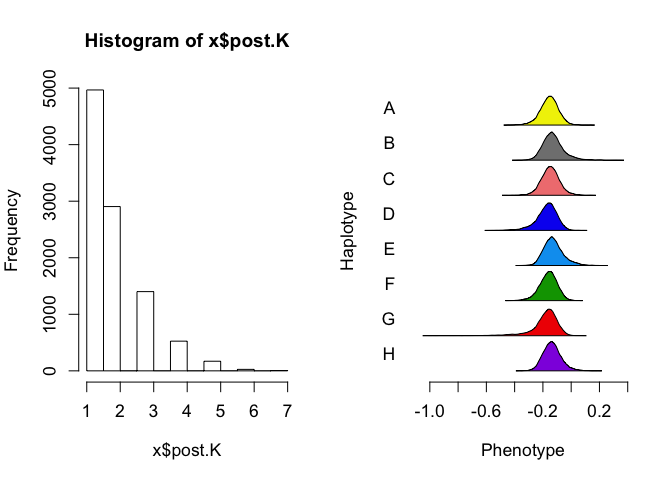 Histogram of x$post.K
Frequency
0
1000
2000
3000
4000
5000
1 2 3 4 5 6 7
x$post.K
Haplotype
A
B
C
D
E
F
G
H
-1.0 -0.6 -0.2 0.2
Phenotype